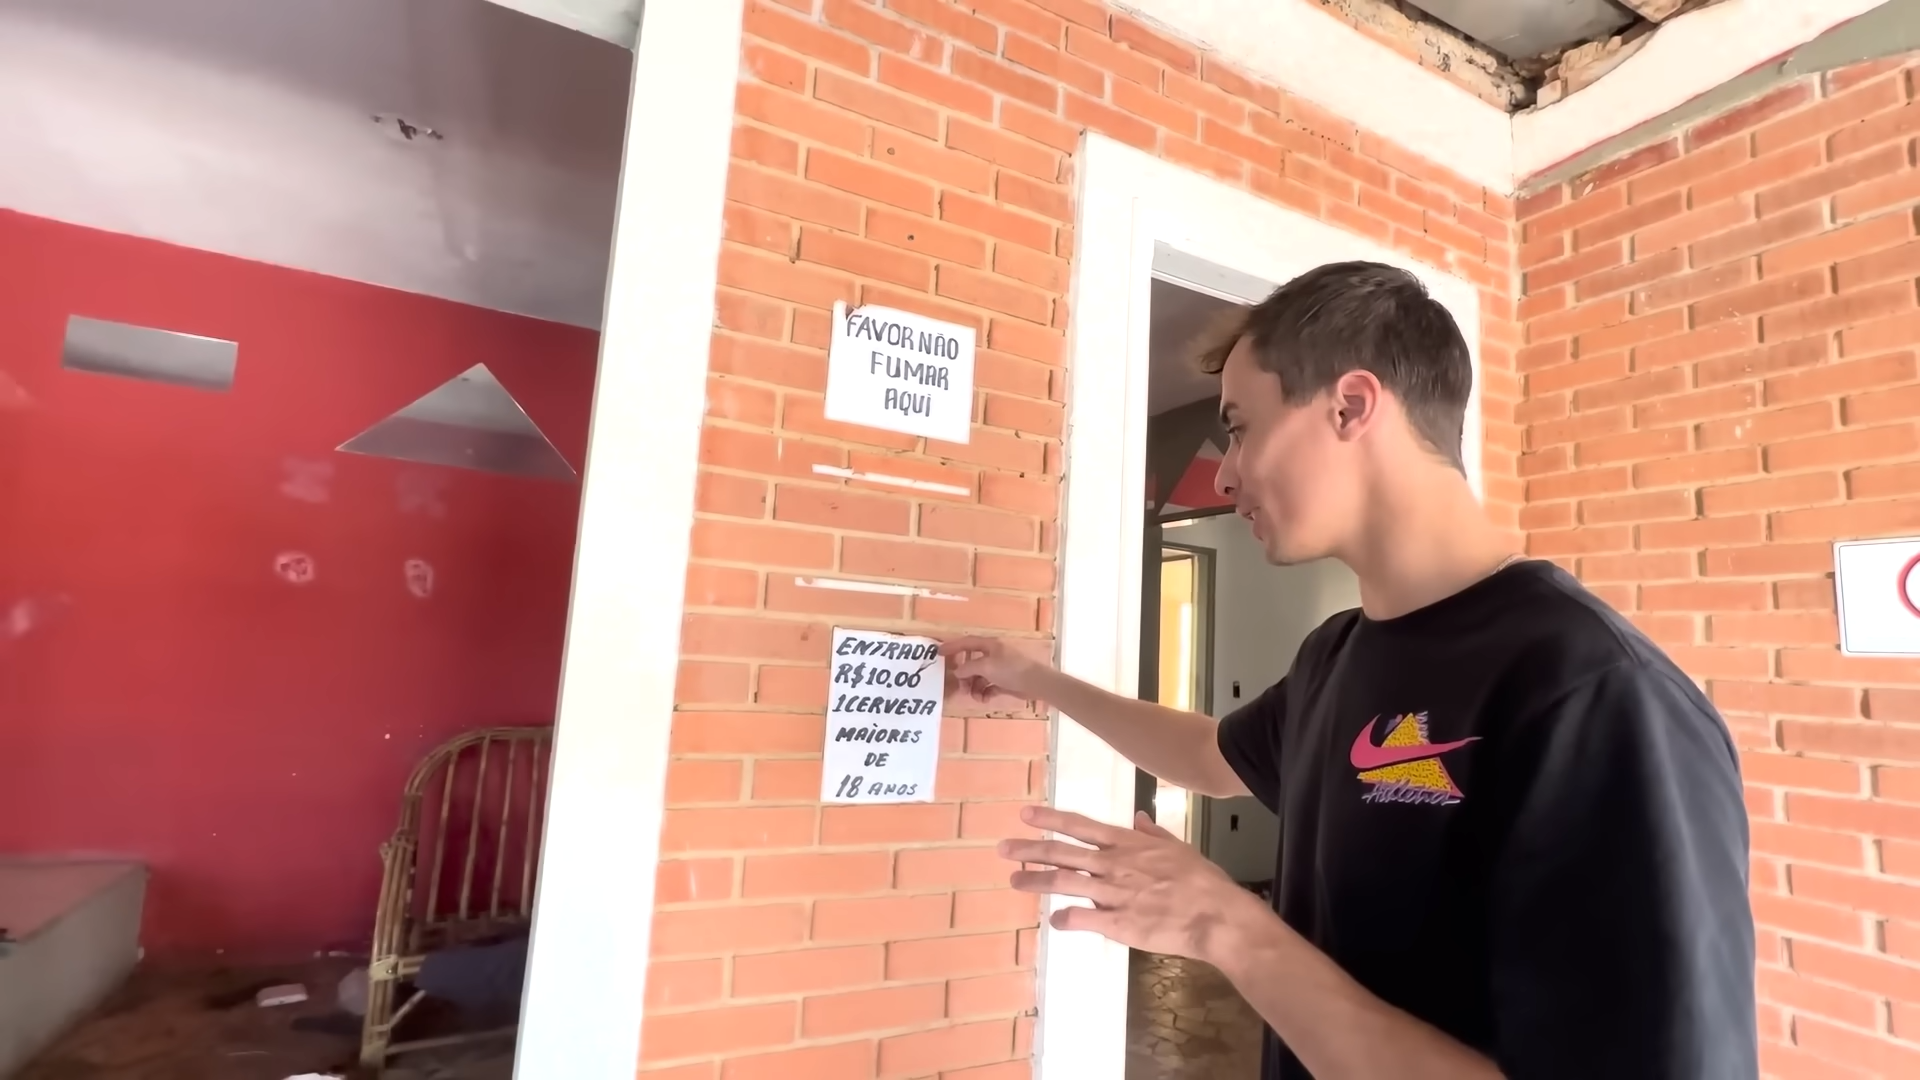 FAVOR NÃO
FUMAR
AQUI
ENTRADA
R$10,00
1CERVEJA
MAIORES
DE
18 ANOS